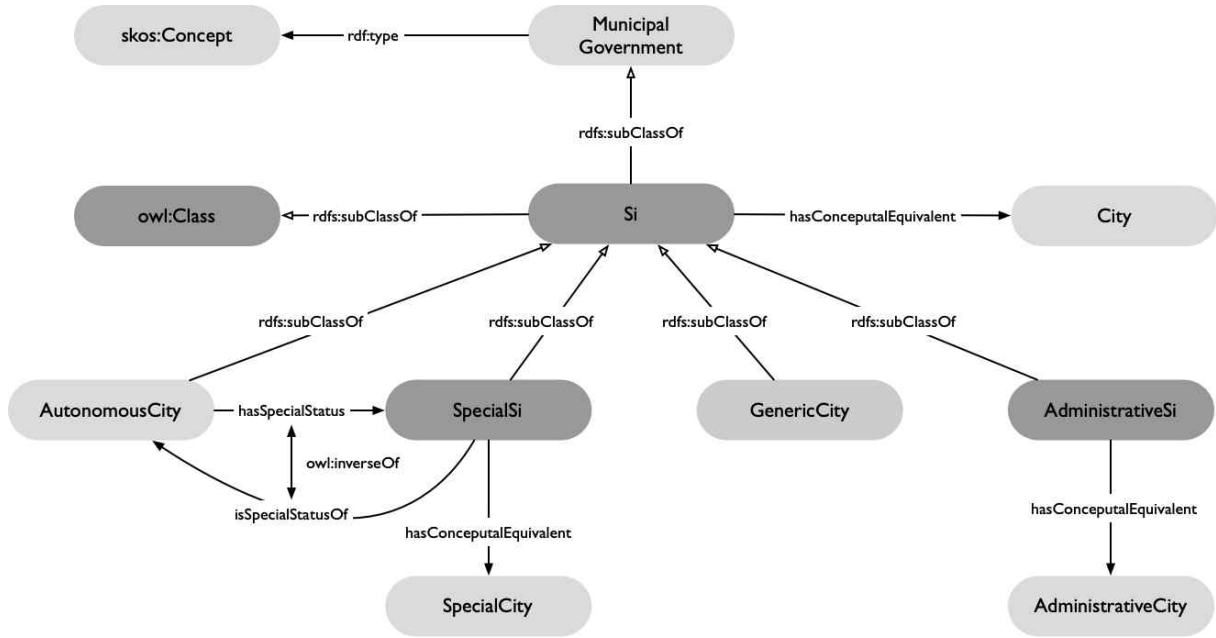 Municipal
Government
skos:Concept
rdf:type
rdfs:subClassOf
owl:Class
rdfs:subClassOf
Si
hasConceputalEquivalent
City
rdfs:subClassOf
rdfs:subClassOf
rdfs:subClassOf
rdfs:subClassOf
AutonomousCity
hasSpecialStatus
SpecialSi
GenericCity
AdministrativeSi
owl:inverseOf
isSpecialStatusOf
hasConceputalEquivalent
hasConceputalEquivalent
SpecialCity
AdministrativeCity